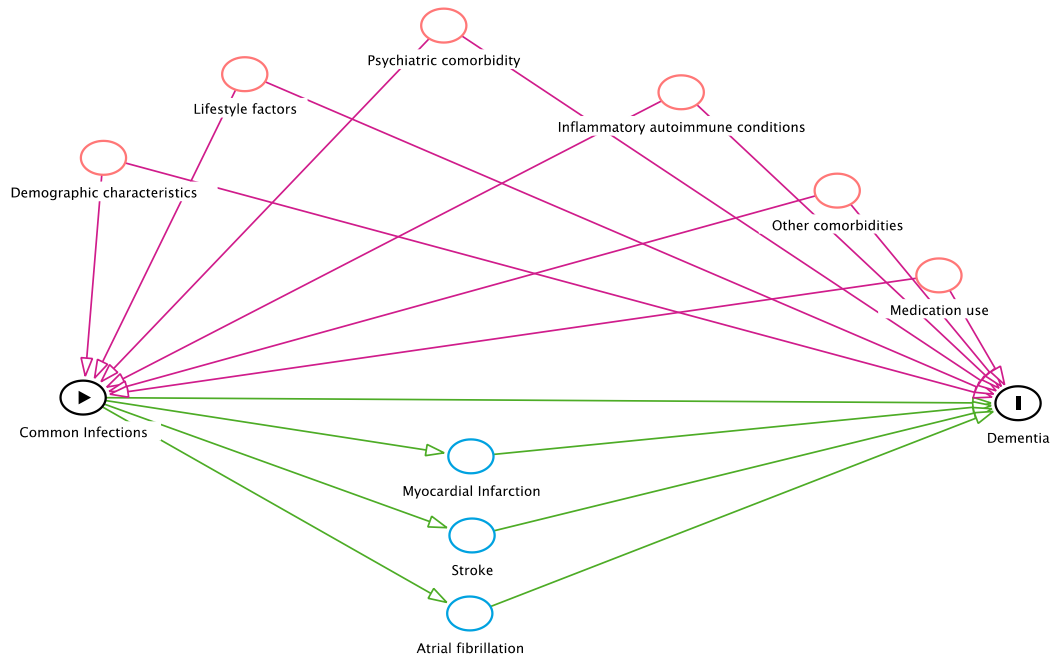 Psychiatric comorbidity
Lifestyle factors
Inflammatory autoimmune conditions
Demographic characteristics
Other comorbidities
Medication use
Common Infections
Dementia
Myocardial Infarction
Stroke
Atrial fibrillation